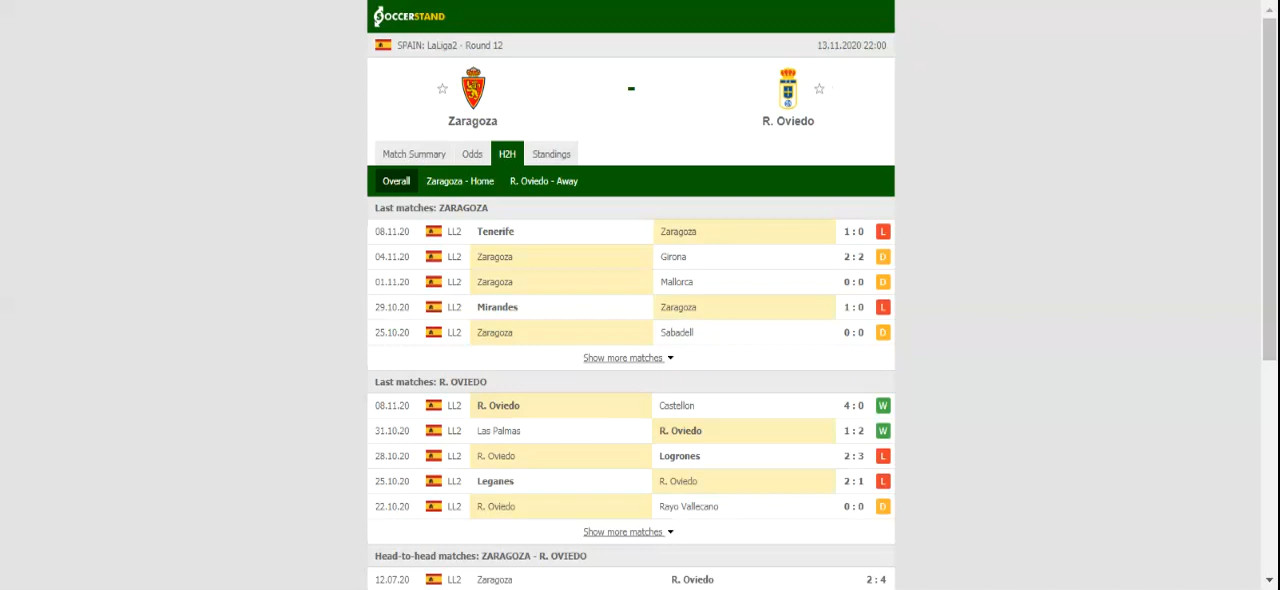 SOCCERSTAND
SPAIN: LaLiga2 - Round 12 13.11.2020 22:00
-
Zaragoza R. Oviedo
Match Summary Odds H2H Standings
Overall Zaragoza - Home R. Oviedo - Away
Last matches: ZARAGOZA
08.11.20 LL2 Tenerife Zaragoza 1 : 0 L
04.11.20 LL2 Zaragoza Girona 2 : 2 D
01.11.20 LL2 Zaragoza Mallorca 0 : 0 D
29.10.20 LL2 Mirandes Zaragoza 1 : 0 L
25.10.20 LL2 Zaragoza Sabadell 0 : 0 D
Show more matches
Last matches: R. OVIEDO
08.11.20 LL2 R. Oviedo Castellon 4 : 0 W
31.10.20 LL2 Las Palmas R. Oviedo 1 : 2 W
28.10.20 LL2 R. Oviedo Logrones 2 : 3 L
25.10.20 LL2 Leganes R. Oviedo 2 : 1 L
22.10.20 LL2 R. Oviedo Rayo Vallecano 0 : 0 D
Show more matches
Head-to-head matches: ZARAGOZA - R. OVIEDO
12.07.20 LL2 Zaragoza R. Oviedo 2 : 4